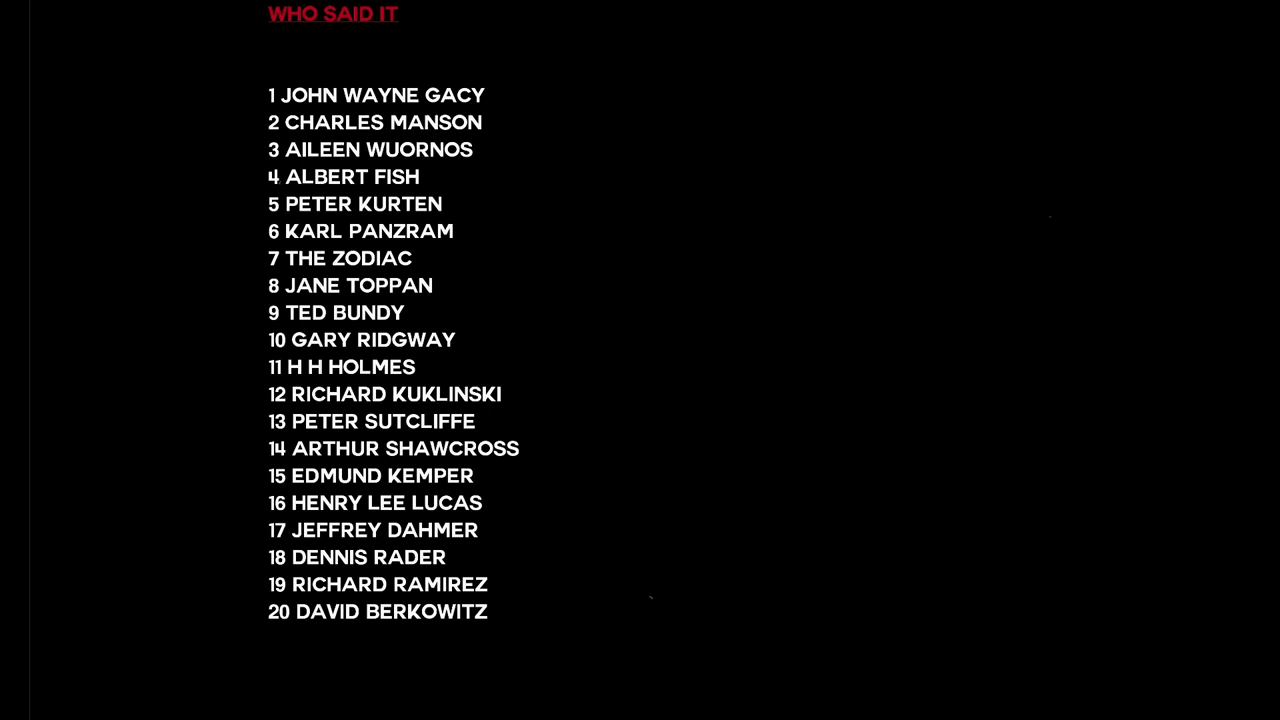 WHO SAID IT
1 JOHN WAYNE GACY
2 CHARLES MANSON
3 AILEEN WUORNOS
4 ALBERT FISH
5 PETER KURTEN
6 KARL PANZRAM
7 THE ZODIAC
8 JANE TOPPAN
9 TED BUNDY
10 GARY RIDGWAY
11 H H HOLMES
12 RICHARD KUKLINSKI
13 PETER SUTCLIFFE
14 ARTHUR SHAWCROSS
15 EDMUND KEMPER
16 HENRY LEE LUCAS
17 JEFFREY DAHMER
18 DENNIS RADER
19 RICHARD RAMIREZ
20 DAVID BERKOWITZ